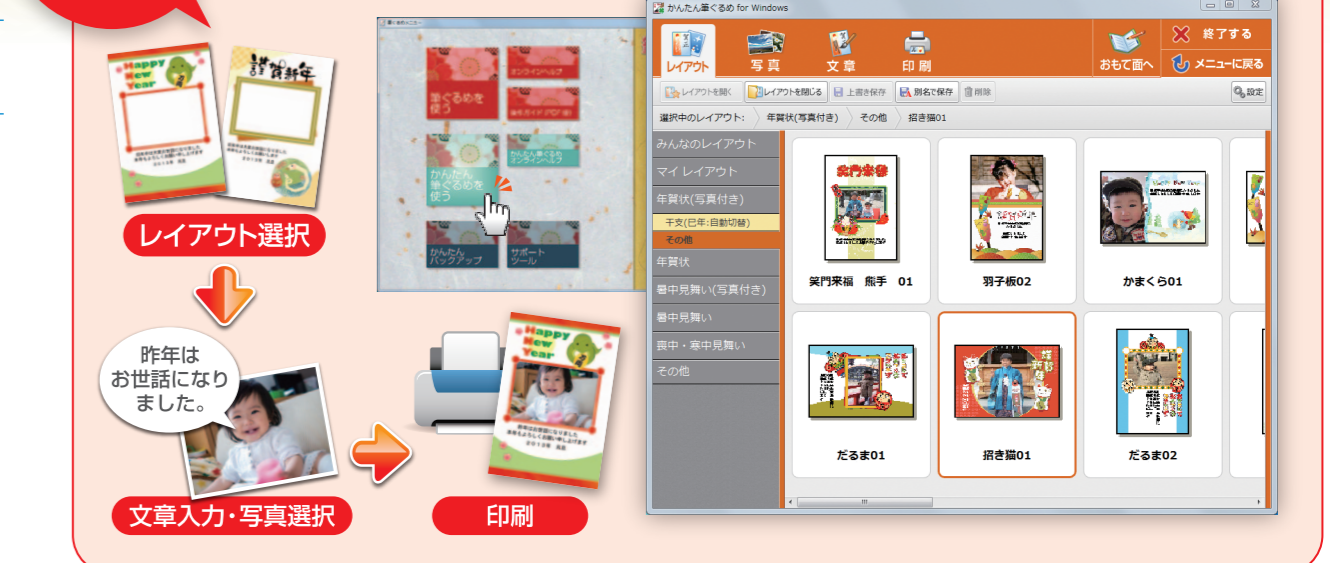 Happy
New
Year
謹賀新年
レイアウト選択
昨年は
お世話になり
ました。
文章入力・写真選択
Happy
New
Year
印刷
筆ぐるめを
使う
オンラインヘルプ
かんたん
筆ぐるめを
使う
かんたん筆ぐるめ
オンラインヘルプ
かんたん
バックアップ
サポート
ツール
かんたん筆ぐるめ for Windows
レイアウト
写真
文章
印刷
おもて面へ
終了する
メニューに戻る
レイアウトを開く
レイアウトを閉じる
上書き保存
別名で保存
削除
設定
選択中のレイアウト:
年賀状(写真付き)
その他
招き猫01
みんなのレイアウト
マイ レイアウト
年賀状(写真付き)
干支(巳年:自動切替)
その他
年賀状
暑中見舞い(写真付き)
暑中見舞い
喪中・寒中見舞い
その他
笑門来福
笑門来福 熊手 01
羽子板02
かまくら01
だるま01
招き猫01
だるま02